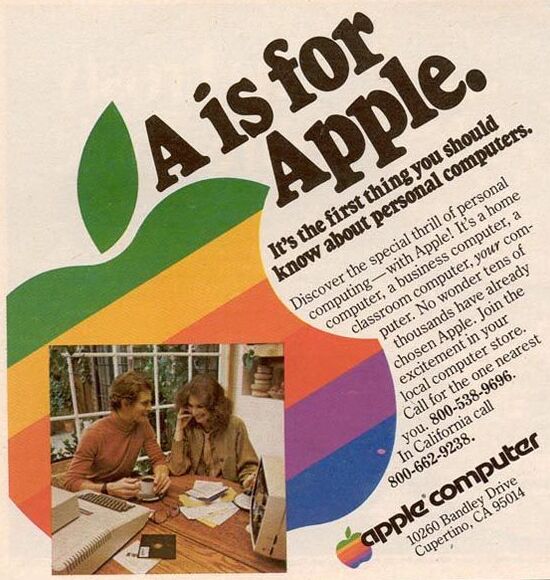 A is for
Apple.
It's the first thing you should
know about personal computers.
Discover the special thrill of personal
computing—with Apple! It's a home
computer, a business computer, a
classroom computer, your com-
puter. No wonder tens of
thousands have already
chosen Apple. Join the
excitement in your
local computer store.
Call for the one nearest
you. 800-538-9696.
In California call
800-662-9238.
apple computer
10260 Bandley Drive
Cupertino, CA 95014